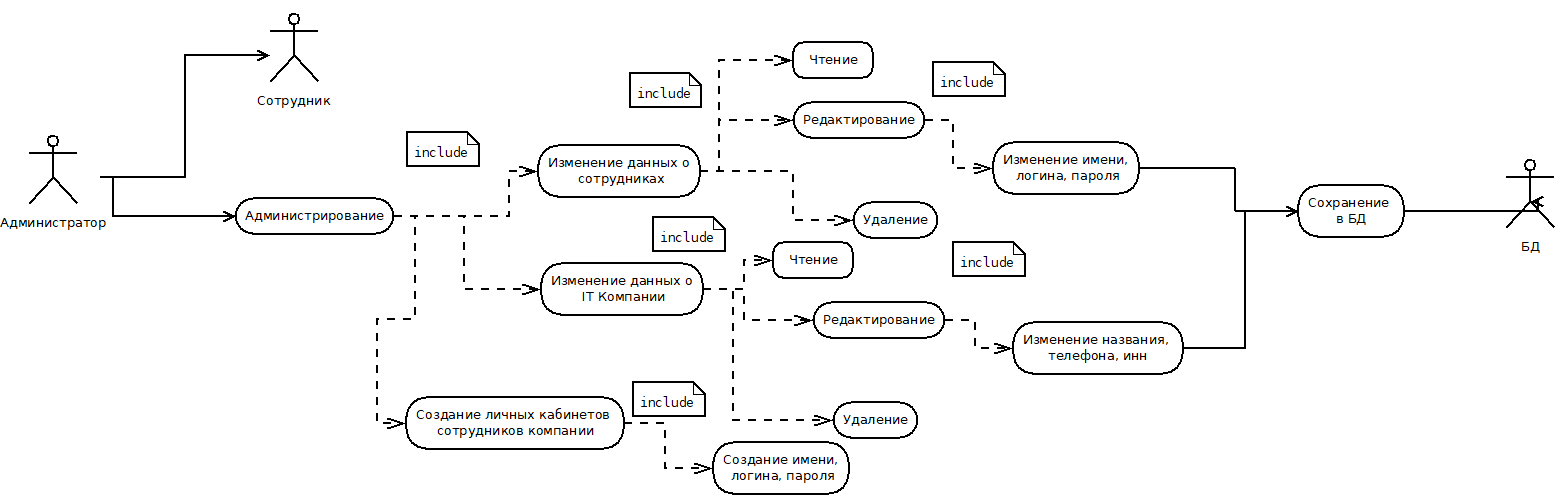 Сотрудник
Администратор
Администрирование
include
Изменение данных о
сотрудниках
include
Чтение
Редактирование
include
Удаление
Изменение имени,
логина, пароля
Сохранение
в БД
БД
include
Изменение данных о
IT Компании
Чтение
include
Редактирование
Изменение названия,
телефона, инн
Удаление
Создание личных кабинетов
сотрудников компании
include
Создание имени,
логина, пароля